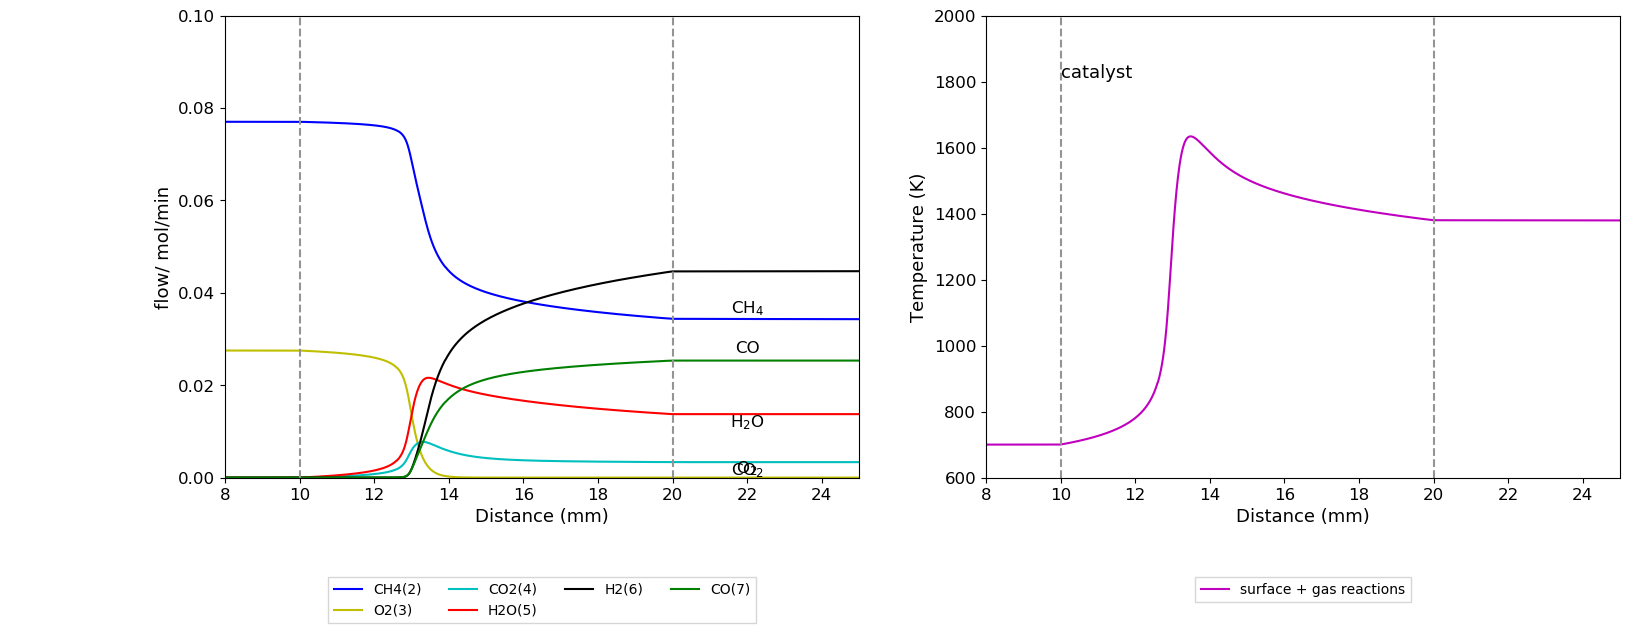 0.10
0.08
0.06
0.04
0.02
0.00
flow/ mol/min
8 10 12 14 16 18 20 22 24
Distance (mm)
CH₄
CO
H₂O
O₂
CO₂
CH4(2) CO2(4) H2(6) CO(7)
O2(3) H2O(5)
2000
1800
1600
1400
1200
1000
800
600
Temperature (K)
catalyst
8 10 12 14 16 18 20 22 24
Distance (mm)
surface + gas reactions